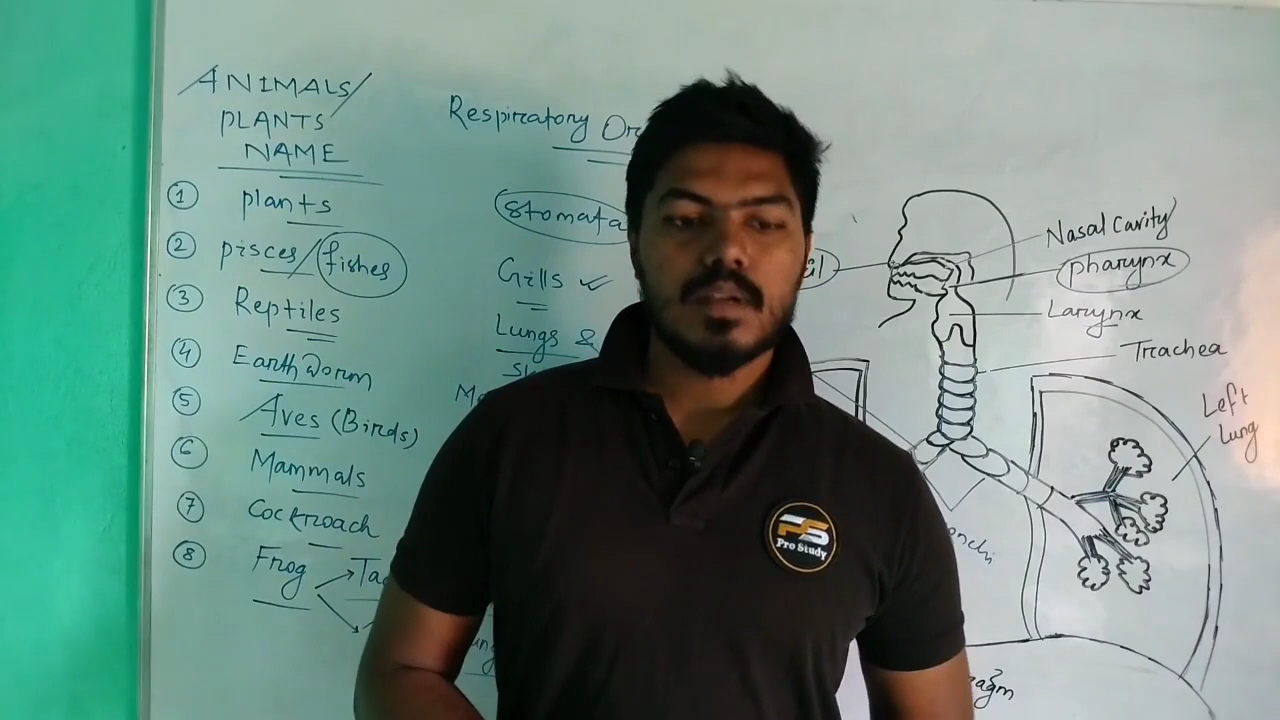 ANIMALS/
PLANTS
NAME
① plants
② pisces/fishes
③ Reptiles
④ Earthworm
⑤ Aves (Birds)
⑥ Mammals
⑦ Cockroach
⑧ Frog
Respiratory
Stomata
Gills ✓
Lungs &
Nasal Cavity
pharynx
Larynx
Trachea
Left
Lung
PS
Pro Study